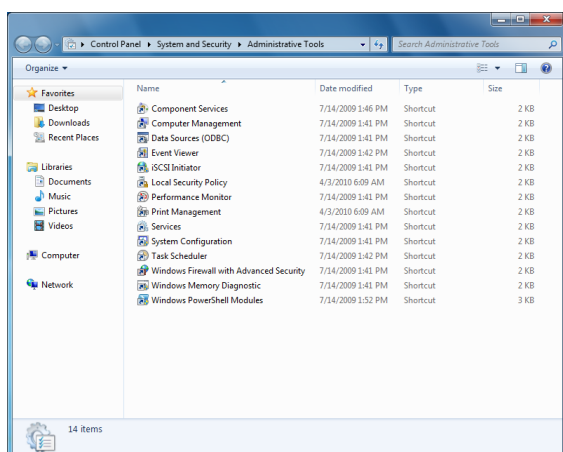 Control Panel ▸ System and Security ▸ Administrative Tools
Search Administrative Tools
Organize
Name Date modified Type Size
Favorites
Desktop
Downloads
Recent Places
Libraries
Documents
Music
Pictures
Videos
Computer
Network
Component Services 7/14/2009 1:46 PM Shortcut 2 KB
Computer Management 7/14/2009 1:41 PM Shortcut 2 KB
Data Sources (ODBC) 7/14/2009 1:41 PM Shortcut 2 KB
Event Viewer 7/14/2009 1:42 PM Shortcut 2 KB
iSCSI Initiator 7/14/2009 1:41 PM Shortcut 2 KB
Local Security Policy 4/3/2010 6:09 AM Shortcut 2 KB
Performance Monitor 7/14/2009 1:41 PM Shortcut 2 KB
Print Management 4/3/2010 6:09 AM Shortcut 2 KB
Services 7/14/2009 1:41 PM Shortcut 2 KB
System Configuration 7/14/2009 1:41 PM Shortcut 2 KB
Task Scheduler 7/14/2009 1:42 PM Shortcut 2 KB
Windows Firewall with Advanced Security 7/14/2009 1:41 PM Shortcut 2 KB
Windows Memory Diagnostic 7/14/2009 1:41 PM Shortcut 2 KB
Windows PowerShell Modules 7/14/2009 1:52 PM Shortcut 3 KB
14 items